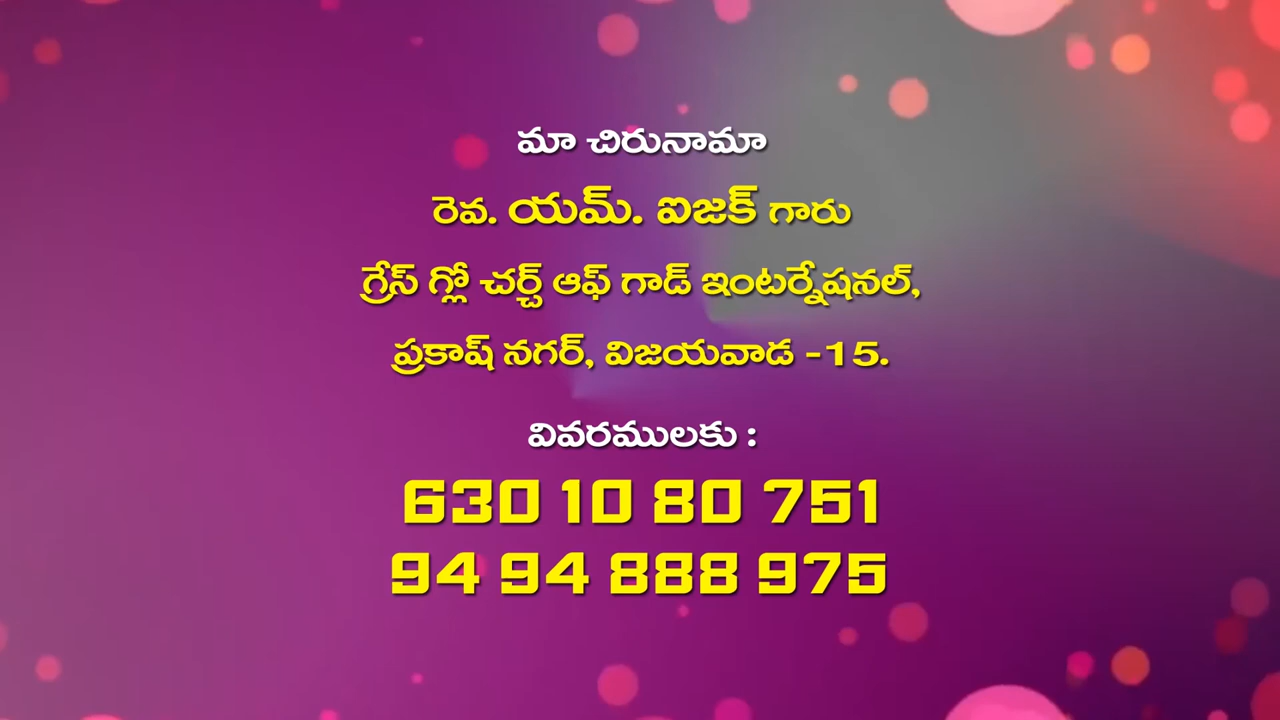 మా చిరునామా
రెవ. యమ్. ఐజక్ గారు
గ్రేస్ గ్లో చర్చ్ ఆఫ్ గాడ్ ఇంటర్నేషనల్,
ప్రకాష్ నగర్, విజయవాడ -15.
వివరములకు :
630 10 80 751
94 94 888 975